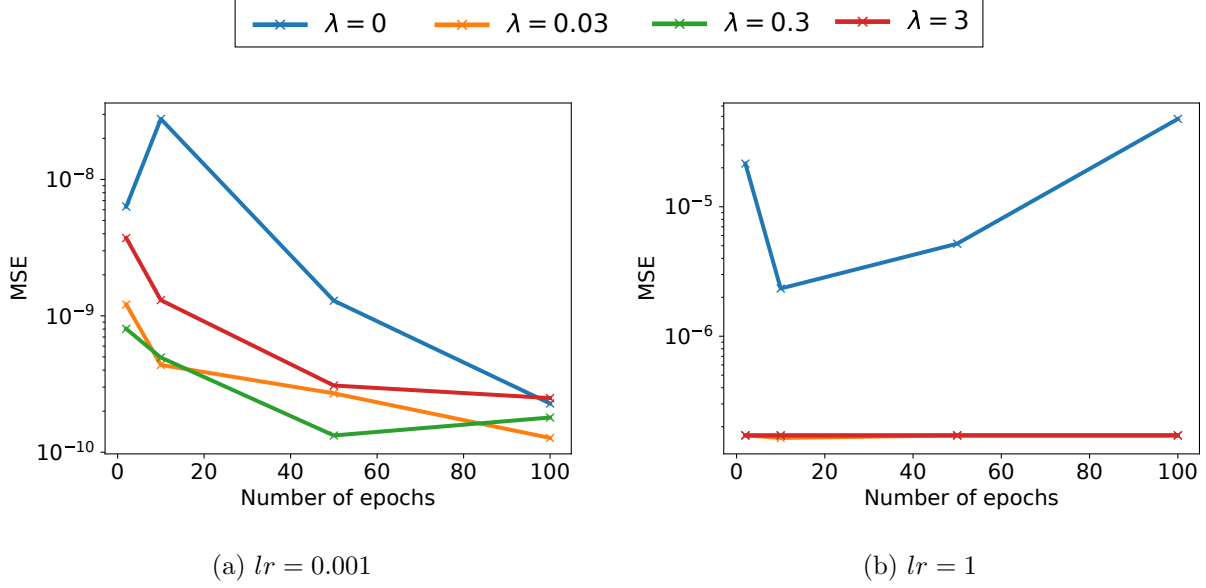 λ = 0 λ = 0.03 λ = 0.3 λ = 3
MSE
10⁻⁸
10⁻⁹
10⁻¹⁰
0 20 40 60 80 100
Number of epochs
(a) lr = 0.001
MSE
10⁻⁵
10⁻⁶
0 20 40 60 80 100
Number of epochs
(b) lr = 1